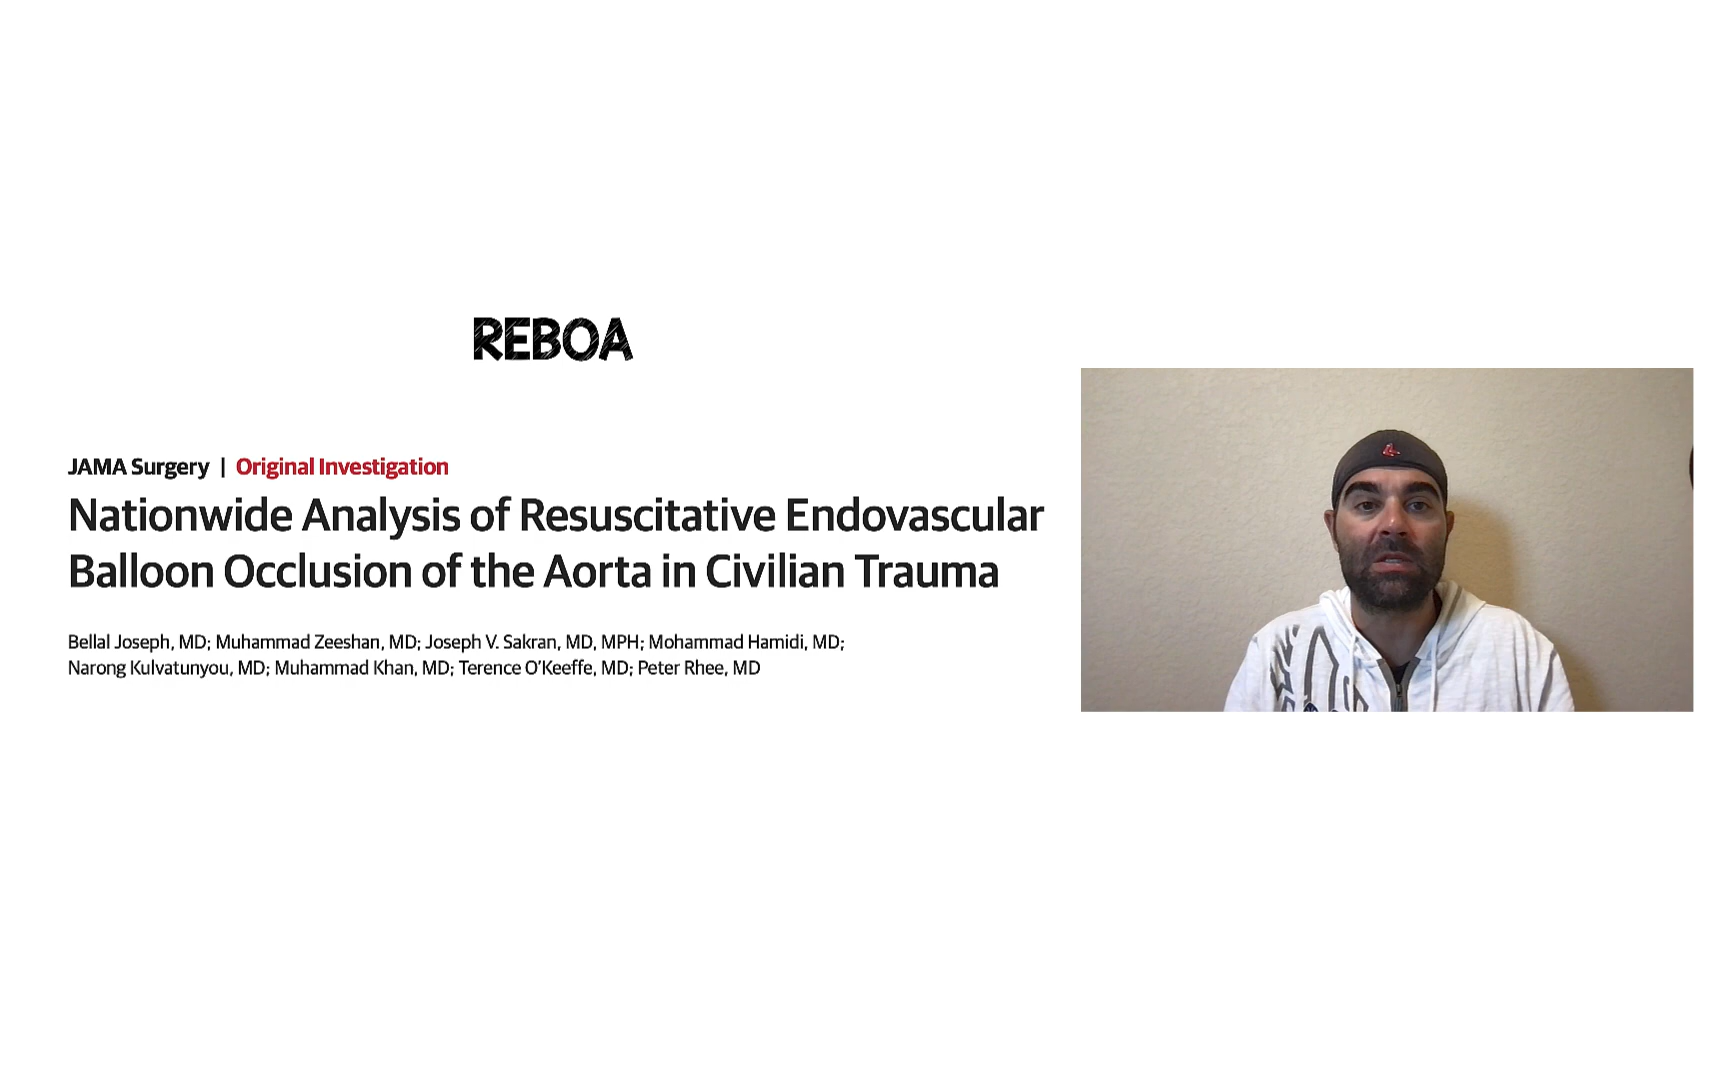 REBOA
JAMA Surgery | Original Investigation
Nationwide Analysis of Resuscitative Endovascular
Balloon Occlusion of the Aorta in Civilian Trauma
Bellal Joseph, MD; Muhammad Zeeshan, MD; Joseph V. Sakran, MD, MPH; Mohammad Hamidi, MD;
Narong Kulvatunyou, MD; Muhammad Khan, MD; Terence O’Keeffe, MD; Peter Rhee, MD